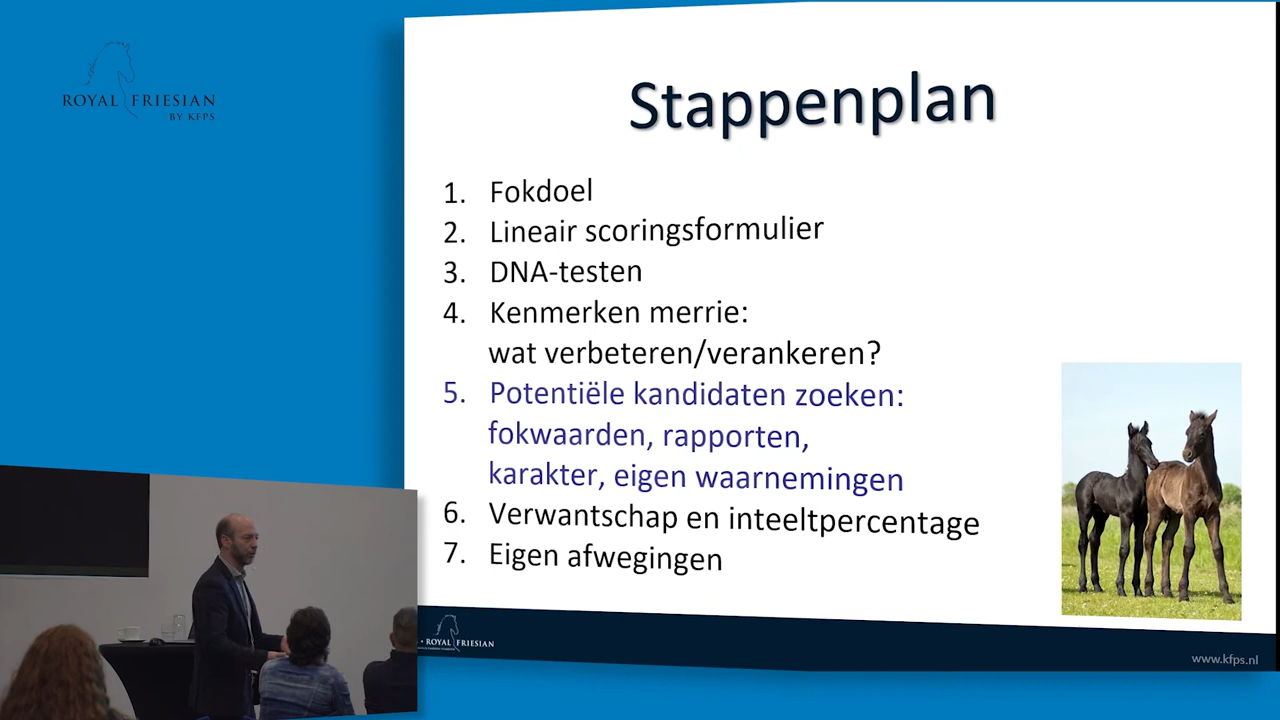 ROYAL FRIESIAN
BY KFPS
Stappenplan
1. Fokdoel
2. Lineair scoringsformulier
3. DNA-testen
4. Kenmerken merrie:
wat verbeteren/verankeren?
5. Potentiële kandidaten zoeken:
fokwaarden, rapporten,
karakter, eigen waarnemingen
6. Verwantschap en inteeltpercentage
7. Eigen afwegingen
ROYAL FRIESIAN
www.kfps.nl